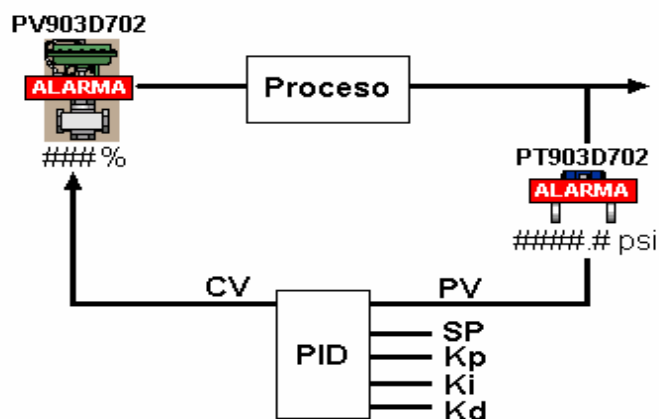 PV903D702
ALARMA
###%
Proceso
PT903D702
ALARMA
####.# psi
CV
PV
PID
SP
Kp
Ki
Kd